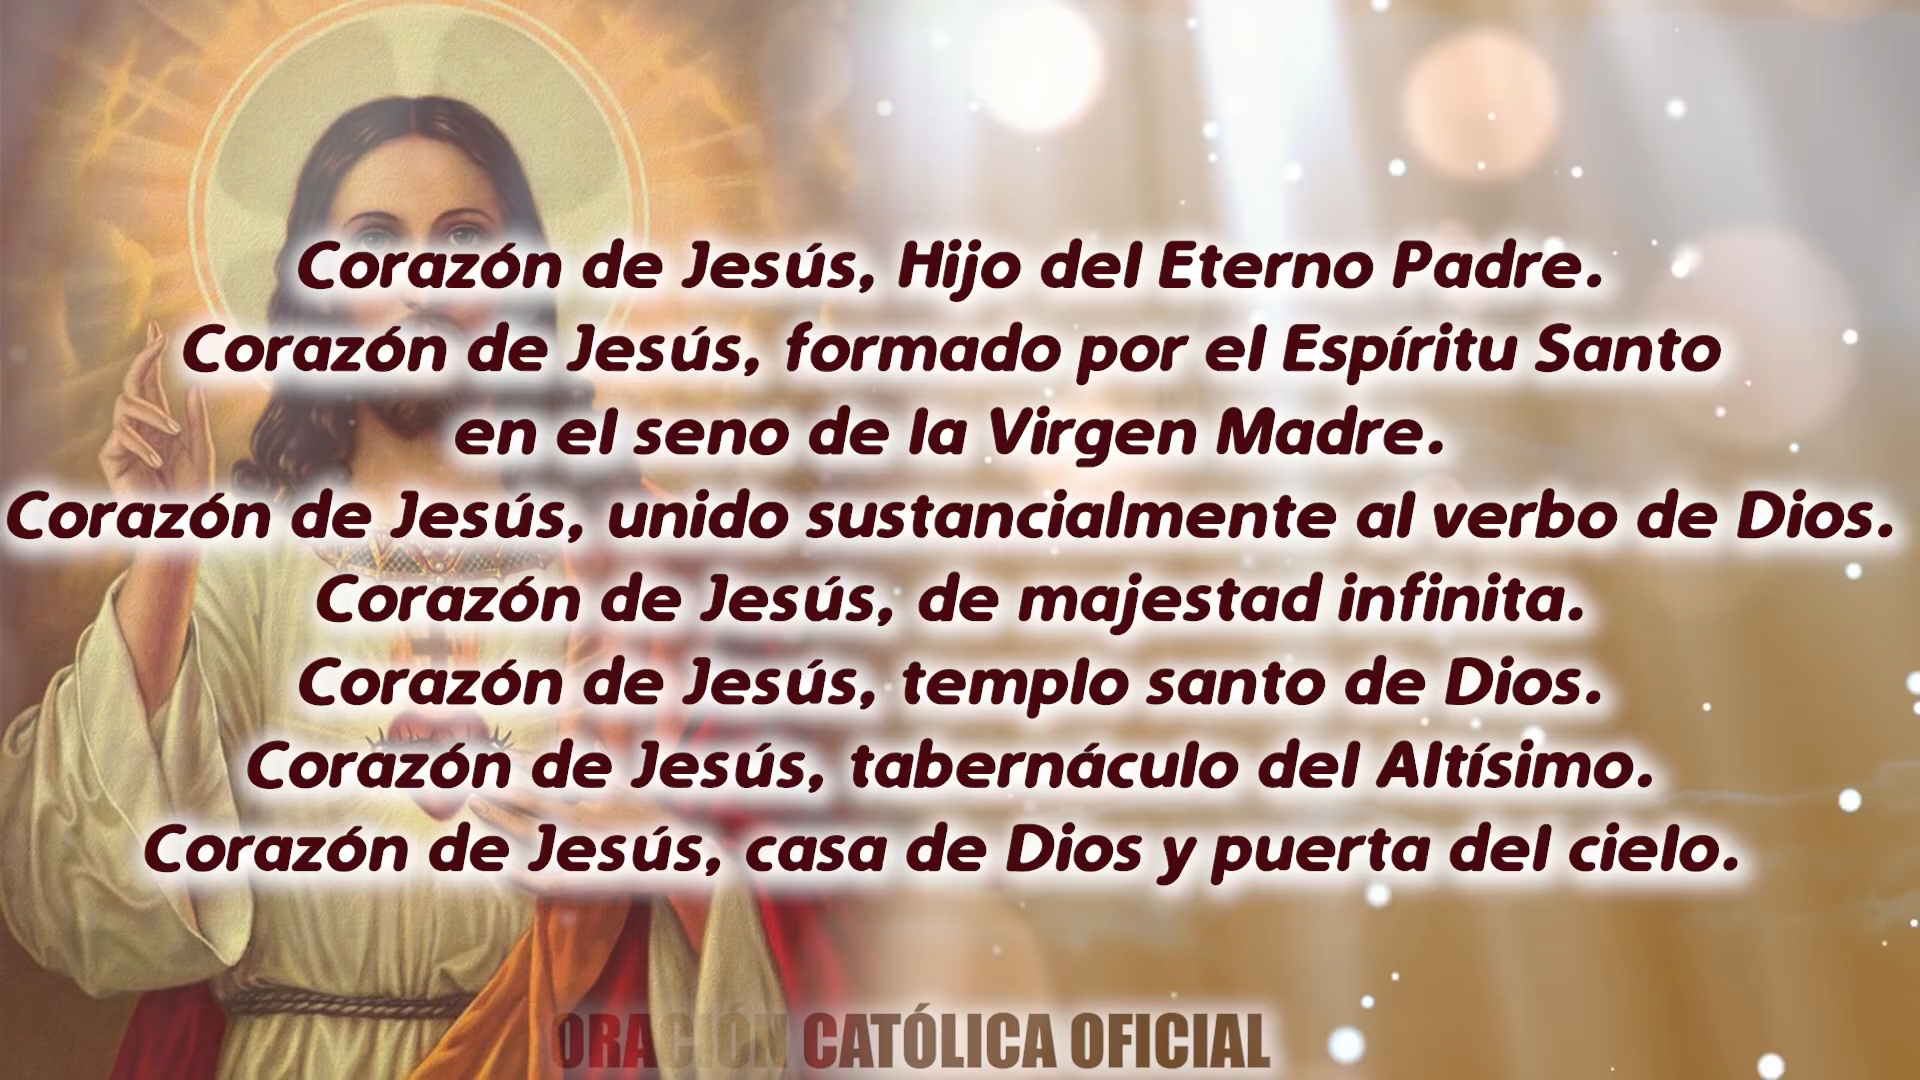 Corazón de Jesús, Hijo del Eterno Padre.
Corazón de Jesús, formado por el Espíritu Santo
en el seno de la Virgen Madre.
Corazón de Jesús, unido sustancialmente al verbo de Dios.
Corazón de Jesús, de majestad infinita.
Corazón de Jesús, templo santo de Dios.
Corazón de Jesús, tabernáculo del Altísimo.
Corazón de Jesús, casa de Dios y puerta del cielo.
ORACIÓN CATÓLICA OFICIAL